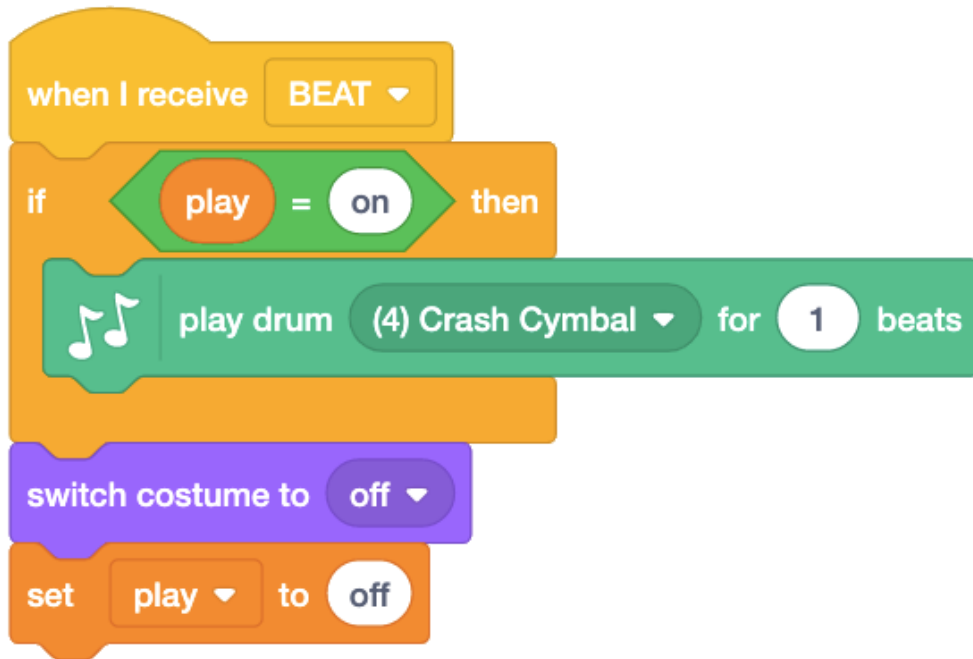 when I receive BEAT
if play = on then
play drum (4) Crash Cymbal for 1 beats
switch costume to off
set play to off